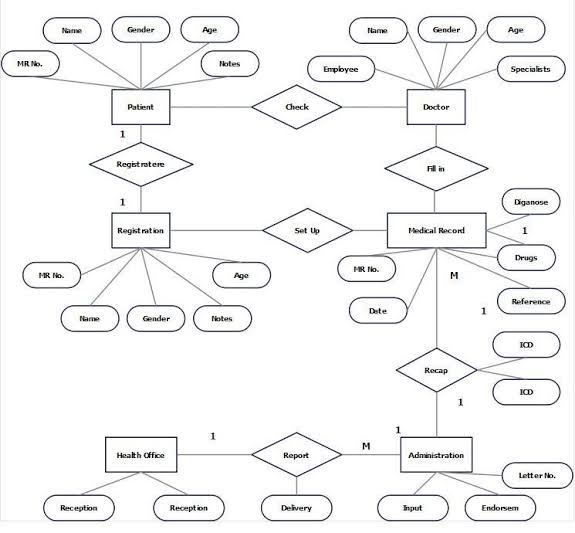 Name
Gender
Age
Name
Gender
Age
MR No.
Notes
Employee
Specialists
Patient
Check
Doctor
1
Registratere
Fill in
1
Diganose
Registration
Set Up
Medical Record
1
Drugs
MR No.
Age
MR No.
M
Reference
Name
Gender
Notes
Date
1
ICD
Recap
ICD
1
1
1
M
Health Office
Report
Administration
Letter No.
Reception
Reception
Delivery
Input
Endorsem